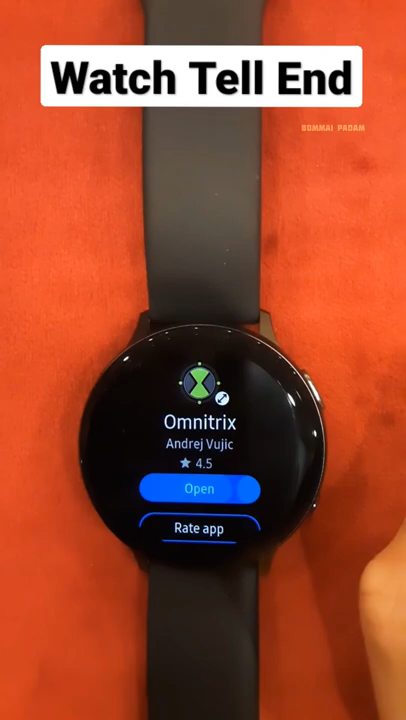 Watch Tell End
BOMMAI PADAM
Omnitrix
Andrej Vujic
★ 4.5
Open
Rate app